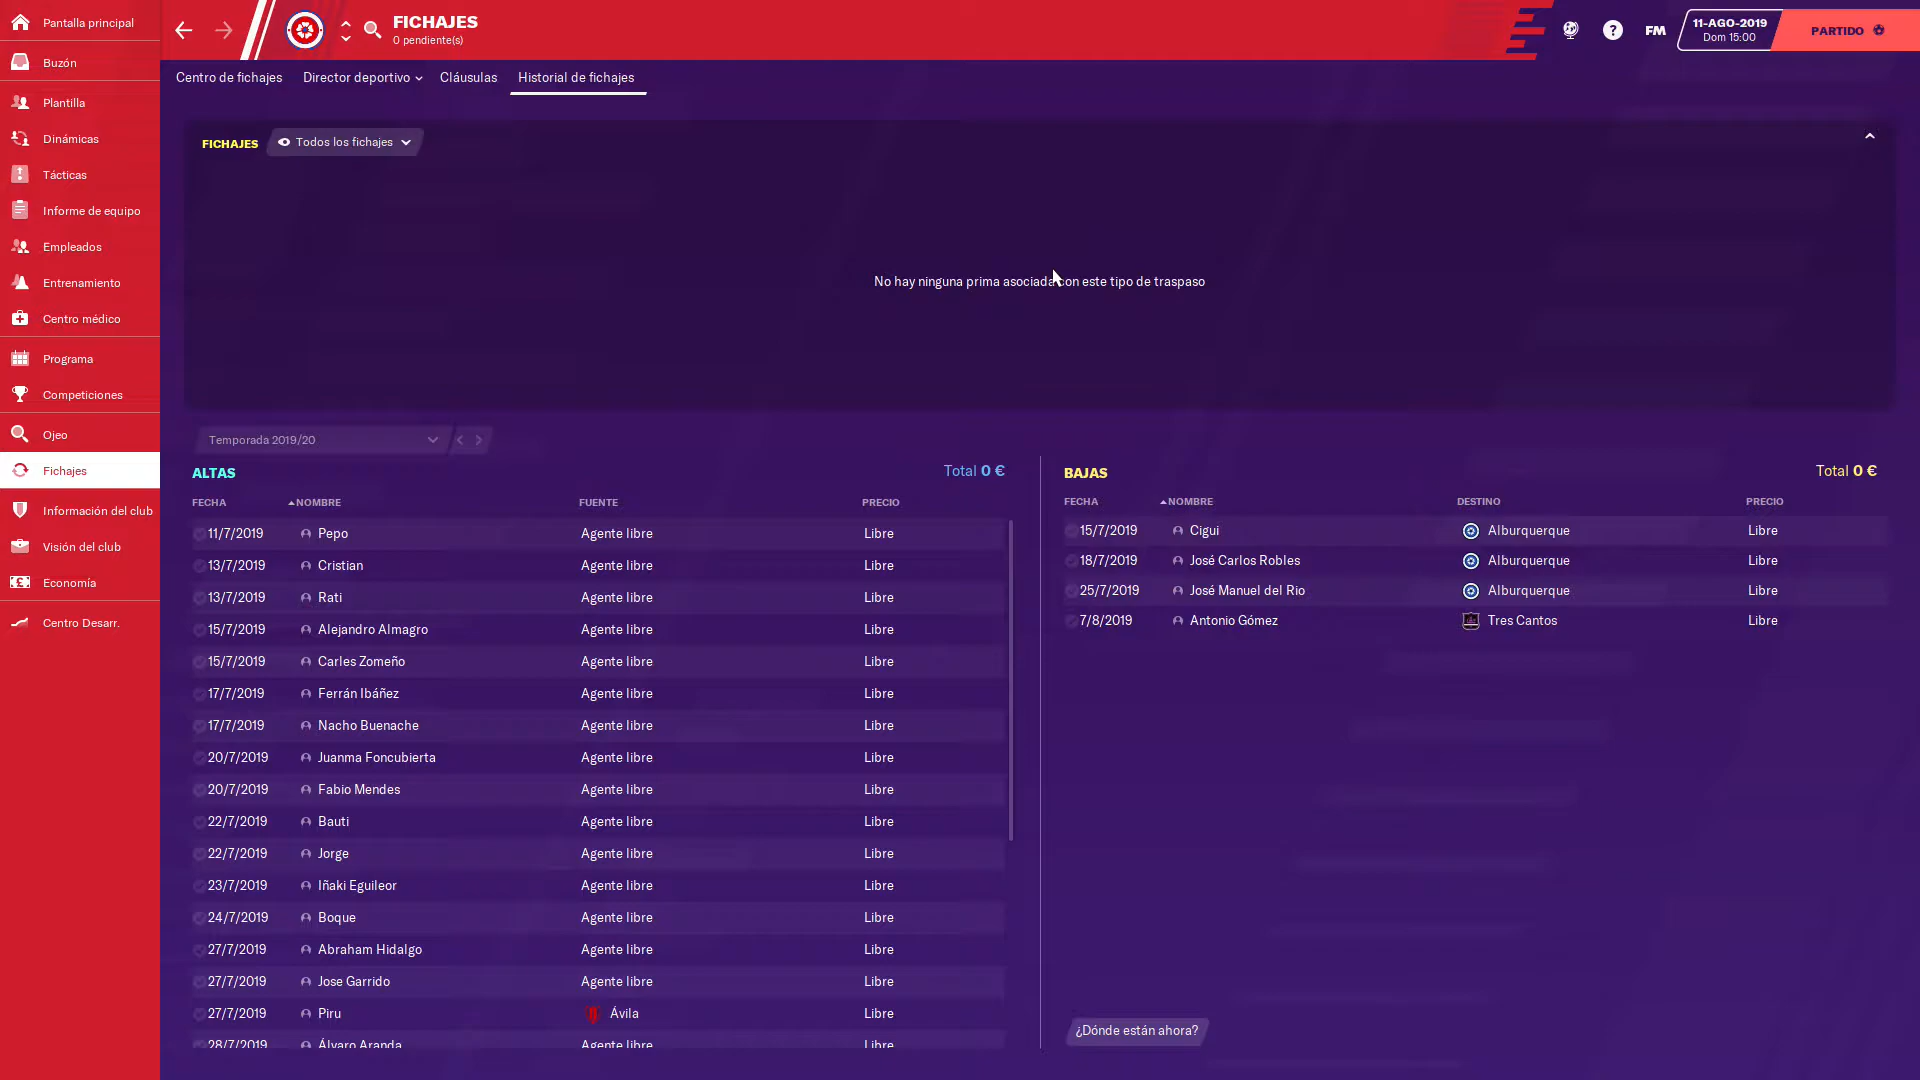 Pantalla principal
Buzón
Plantilla
Dinámicas
Tácticas
Informe de equipo
Empleados
Entrenamiento
Centro médico
Programa
Competiciones
Ojeo
Fichajes
Información del club
Visión del club
Economía
Centro Desarr.
FICHAJES
0 pendiente(s)
?
FM
11-AGO-2019
Dom 15:00
PARTIDO
Centro de fichajes Director deportivo Cláusulas Historial de fichajes
FICHAJES Todos los fichajes
No hay ninguna prima asociada con este tipo de traspaso
Temporada 2019/20
ALTAS Total 0 €
FECHA NOMBRE FUENTE PRECIO
11/7/2019 Pepo Agente libre Libre
13/7/2019 Cristian Agente libre Libre
13/7/2019 Rati Agente libre Libre
15/7/2019 Alejandro Almagro Agente libre Libre
15/7/2019 Carles Zomeño Agente libre Libre
17/7/2019 Ferrán Ibáñez Agente libre Libre
17/7/2019 Nacho Buenache Agente libre Libre
20/7/2019 Juanma Foncubierta Agente libre Libre
20/7/2019 Fabio Mendes Agente libre Libre
22/7/2019 Bauti Agente libre Libre
22/7/2019 Jorge Agente libre Libre
23/7/2019 Iñaki Eguileor Agente libre Libre
24/7/2019 Boque Agente libre Libre
27/7/2019 Abraham Hidalgo Agente libre Libre
27/7/2019 Jose Garrido Agente libre Libre
27/7/2019 Piru Ávila Libre
28/7/2019 Álvaro Aranda Agente libre Libre
BAJAS Total 0 €
FECHA NOMBRE DESTINO PRECIO
15/7/2019 Cigui Alburquerque Libre
18/7/2019 José Carlos Robles Alburquerque Libre
25/7/2019 José Manuel del Rio Alburquerque Libre
7/8/2019 Antonio Gómez Tres Cantos Libre
¿Dónde están ahora?